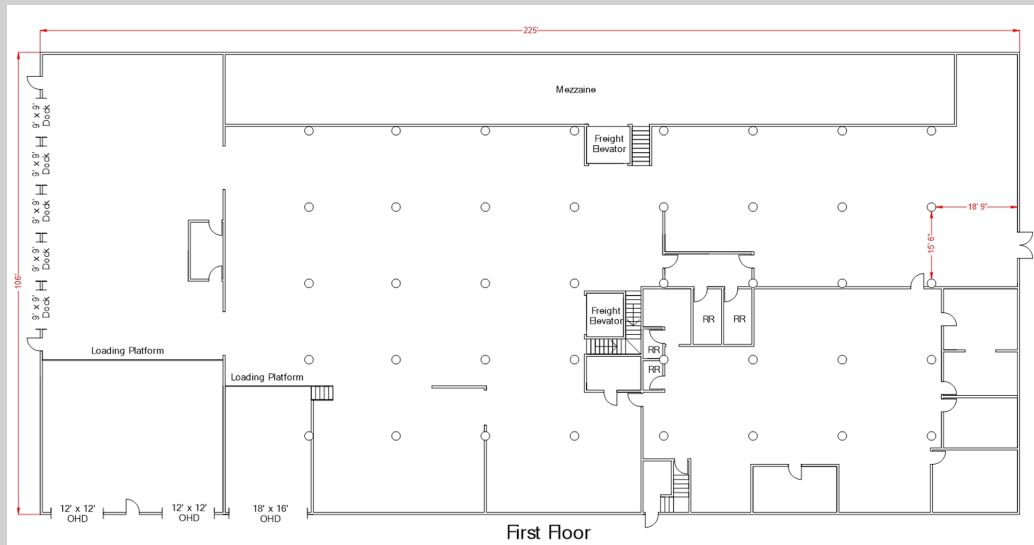 225'
Mezzaine
Freight
Elevator
9' x 9'
Dock
9' x 9'
Dock
9' x 9'
Dock
9' x 9'
Dock
9' x 9'
Dock
18' 9"
15' 6"
106'
Freight
Elevator
RR
RR
RR
RR
Loading Platform
Loading Platform
12' x 12'
OHD
12' x 12'
OHD
18' x 16'
OHD
First Floor